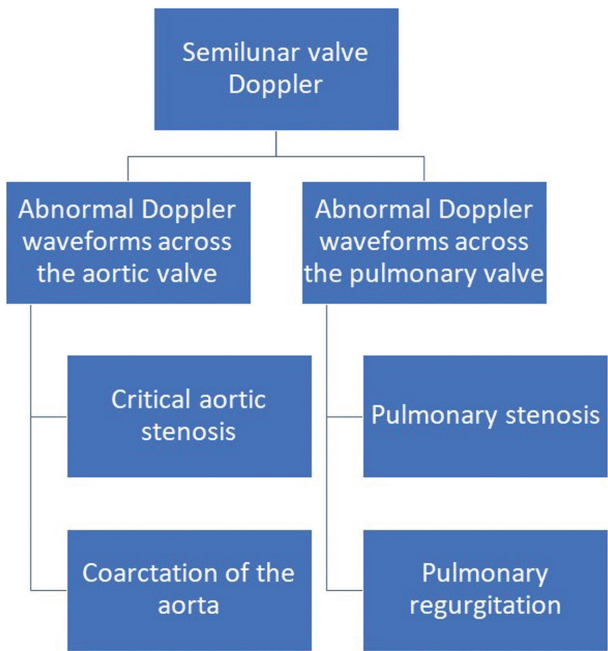 Semilunar valve
Doppler
Abnormal Doppler
waveforms across
the aortic valve
Abnormal Doppler
waveforms across
the pulmonary valve
Critical aortic
stenosis
Pulmonary stenosis
Coarctation of the
aorta
Pulmonary
regurgitation